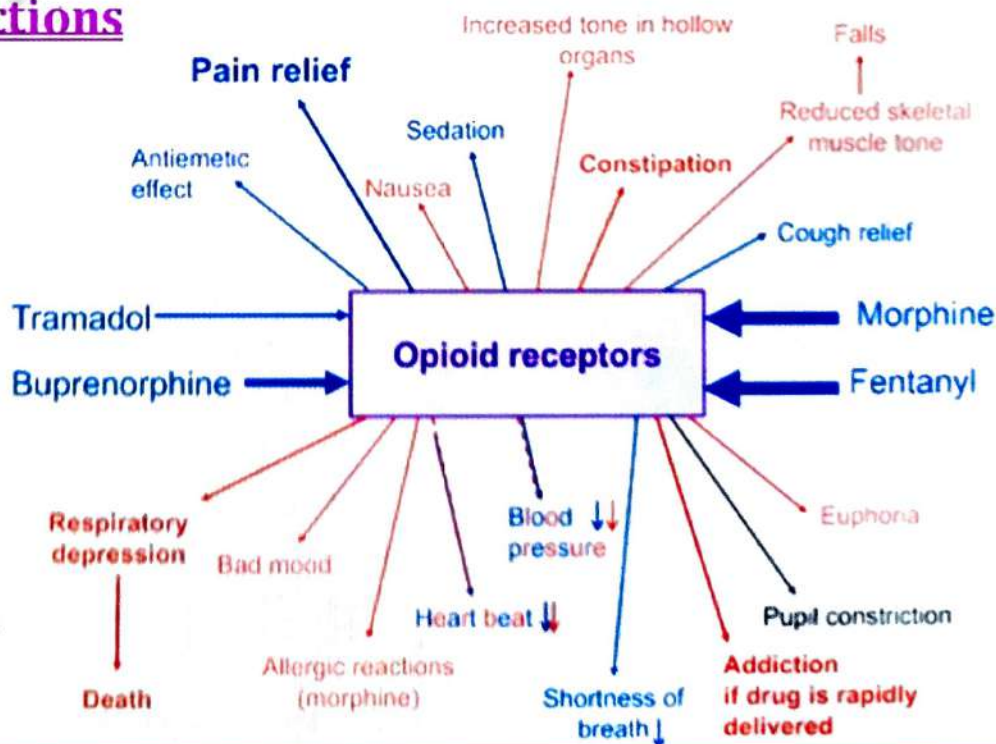 ctions
Increased tone in hollow
organs
Falls
Pain relief
Reduced skeletal
muscle tone
Sedation
Antiemetic
effect
Nausea
Constipation
Cough relief
Tramadol
Morphine
Opioid receptors
Buprenorphine
Fentanyl
Respiratory
depression
Bad mood
Blood ↓↓
pressure
Euphoria
Heart beat ↓↓
Pupil constriction
Allergic reactions
(morphine)
Death
Shortness of
breath ↓
Addiction
if drug is rapidly
delivered